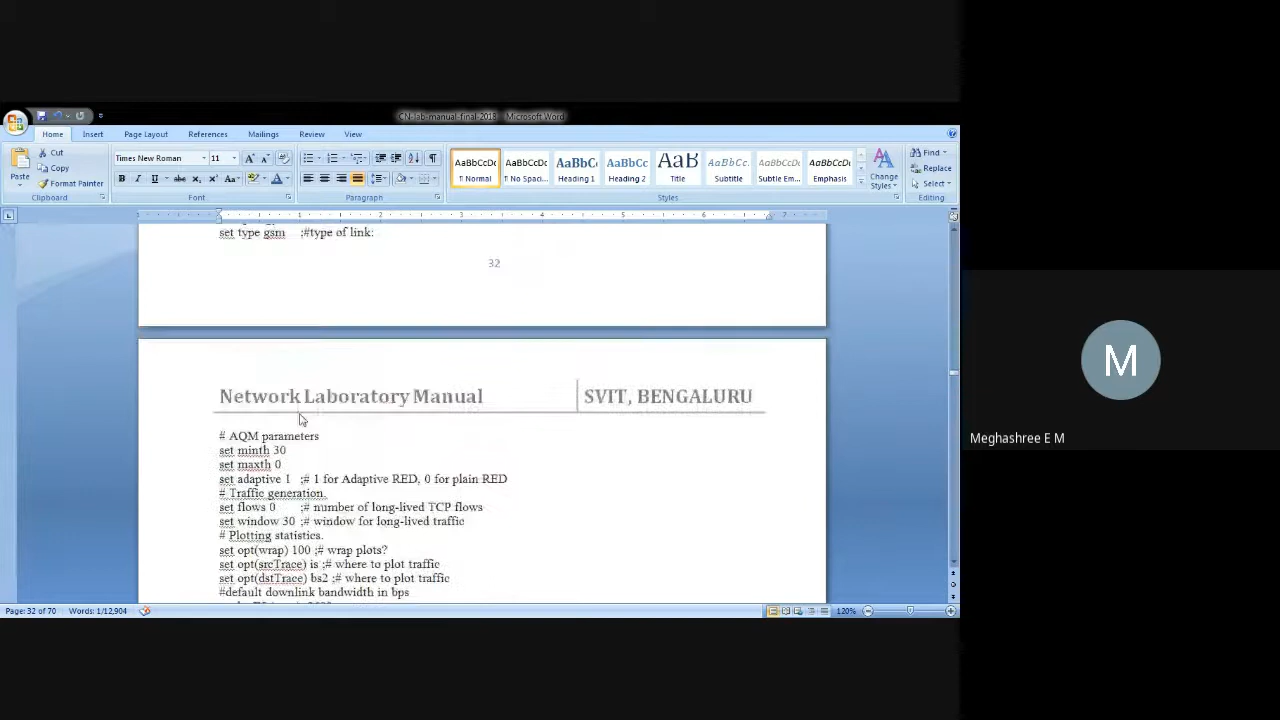 CN-lab-manual-final-2018 - Microsoft Word
Home Insert Page Layout References Mailings Review View
Paste
Cut
Copy
Format Painter
Clipboard
Times New Roman 11
Font
Paragraph
AaBbCcDc AaBbCcDc AaBbC AaBbCc AaB AaBbCc. AaBbCcDc AaBbCcDc
¶ Normal ¶ No Spaci... Heading 1 Heading 2 Title Subtitle Subtle Em... Emphasis
Change Styles
Styles
Find
Replace
Select
Editing
set type gsm ;#type of link:
32
Network Laboratory Manual SVIT, BENGALURU
# AQM parameters
set minth 30
set maxth 0
set adaptive 1 ;# 1 for Adaptive RED, 0 for plain RED
# Traffic generation.
set flows 0 ;# number of long-lived TCP flows
set window 30 ;# window for long-lived traffic
# Plotting statistics.
set opt(wrap) 100 ;# wrap plots?
set opt(srcTrace) is ;# where to plot traffic
set opt(dstTrace) bs2 ;# where to plot traffic
#default downlink bandwidth in bps
Page: 32 of 70 Words: 1/12,904 120%
M
Meghashree E M